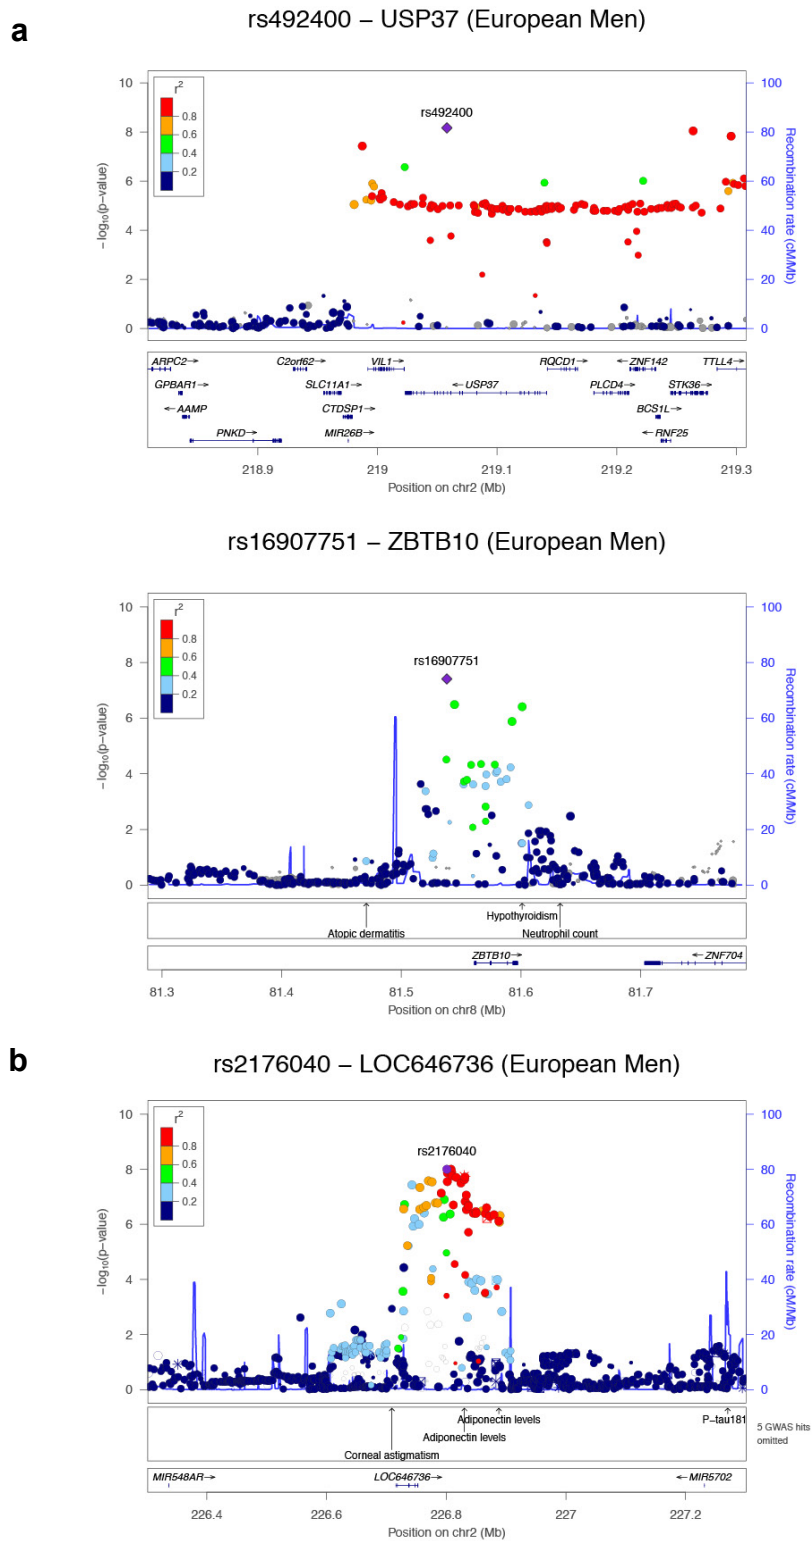 a
rs492400 – USP37 (European Men)
10
8
6
4
2
0
−log10(p−value)
100
80
60
40
20
0
Recombination rate (cM/Mb)
r2
0.8
0.6
0.4
0.2
rs492400
ARPC2→
C2orf62→
VIL1→
RQCD1→
←ZNF142
TTLL4→
GPBAR1→
SLC11A1→
←USP37
PLCD4→
STK36→
←AAMP
CTDSP1→
BCS1L→
PNKD→
MIR26B→
←RNF25
218.9
219
219.1
219.2
219.3
Position on chr2 (Mb)
rs16907751 – ZBTB10 (European Men)
10
8
6
4
2
0
−log10(p−value)
100
80
60
40
20
0
Recombination rate (cM/Mb)
r2
0.8
0.6
0.4
0.2
rs16907751
Hypothyroidism
Atopic dermatitis
Neutrophil count
ZBTB10→
←ZNF704
81.3
81.4
81.5
81.6
81.7
Position on chr8 (Mb)
b
rs2176040 – LOC646736 (European Men)
10
8
6
4
2
0
−log10(p−value)
100
80
60
40
20
0
Recombination rate (cM/Mb)
r2
0.8
0.6
0.4
0.2
rs2176040
Adiponectin levels
P−tau181
Adiponectin levels
Corneal astigmatism
5 GWAS hits
omitted
MIR548AR→
LOC646736→
←MIR5702
226.4
226.6
226.8
227
227.2
Position on chr2 (Mb)